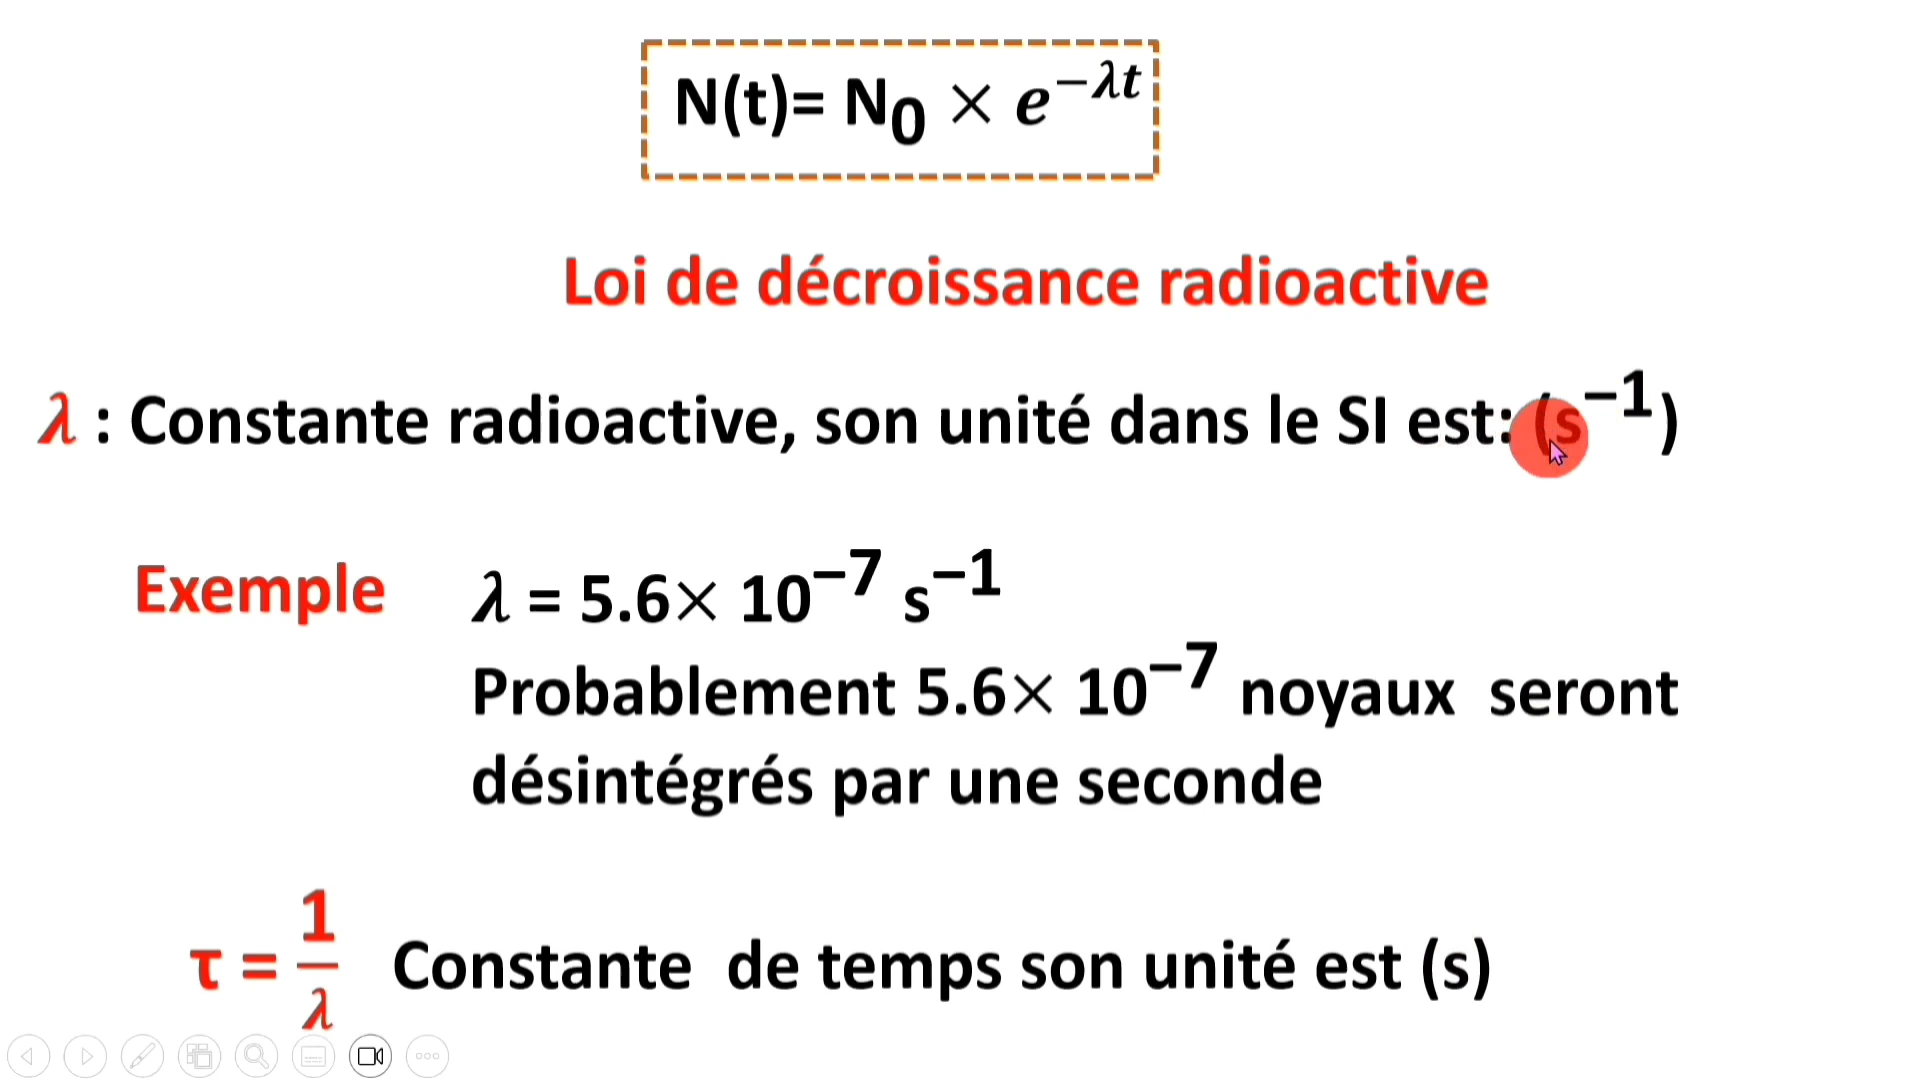 N(t)= N₀ × e^{−λt}
Loi de décroissance radioactive
λ : Constante radioactive, son unité dans le SI est: (s⁻¹)
Exemple λ = 5.6× 10⁻⁷ s⁻¹
Probablement 5.6× 10⁻⁷ noyaux seront
désintégrés par une seconde
τ = 1/λ Constante de temps son unité est (s)